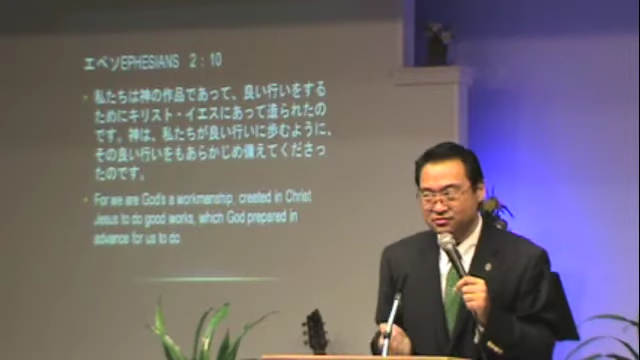 エペソEPHESIANS 2:10
私たちは神の作品であって、良い行いをする
ためにキリスト・イエスにあって造られたの
です。神は、私たちが良い行いに歩むように、
その良い行いをもあらかじめ備えてくださっ
たのです。
For we are God's a workmanship, created in Christ
Jesus to do good works, which God prepared in
advance for us to do.